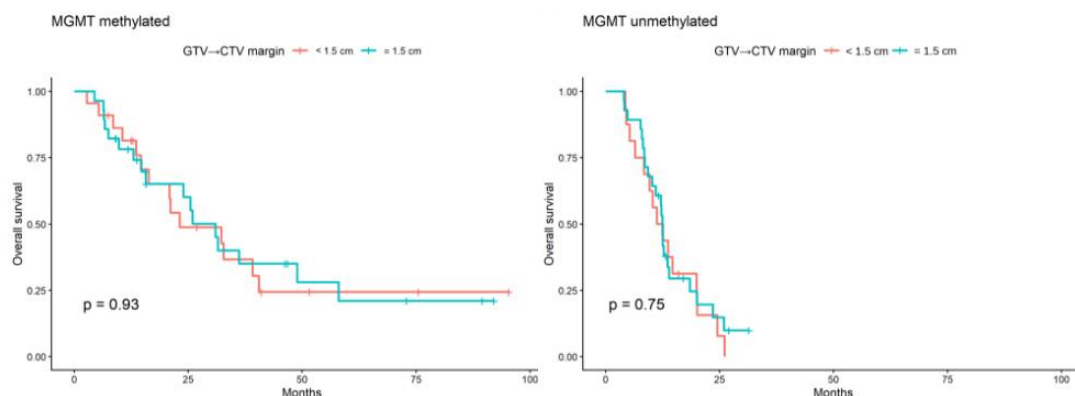 MGMT methylated
GTV→CTV margin < 1.5 cm = 1.5 cm
Overall survival
1.00
0.75
0.50
0.25
0.00
p = 0.93
0 25 50 75 100
Months
MGMT unmethylated
GTV→CTV margin < 1.5 cm = 1.5 cm
Overall survival
1.00
0.75
0.50
0.25
0.00
p = 0.75
0 25 50 75 100
Months